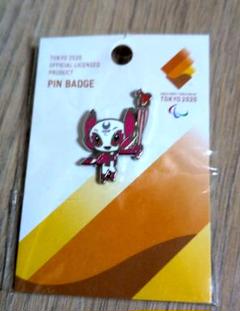 TOKYO 2020
OFFICIAL LICENSED
PRODUCT
PIN BADGE
TOKYO 2020